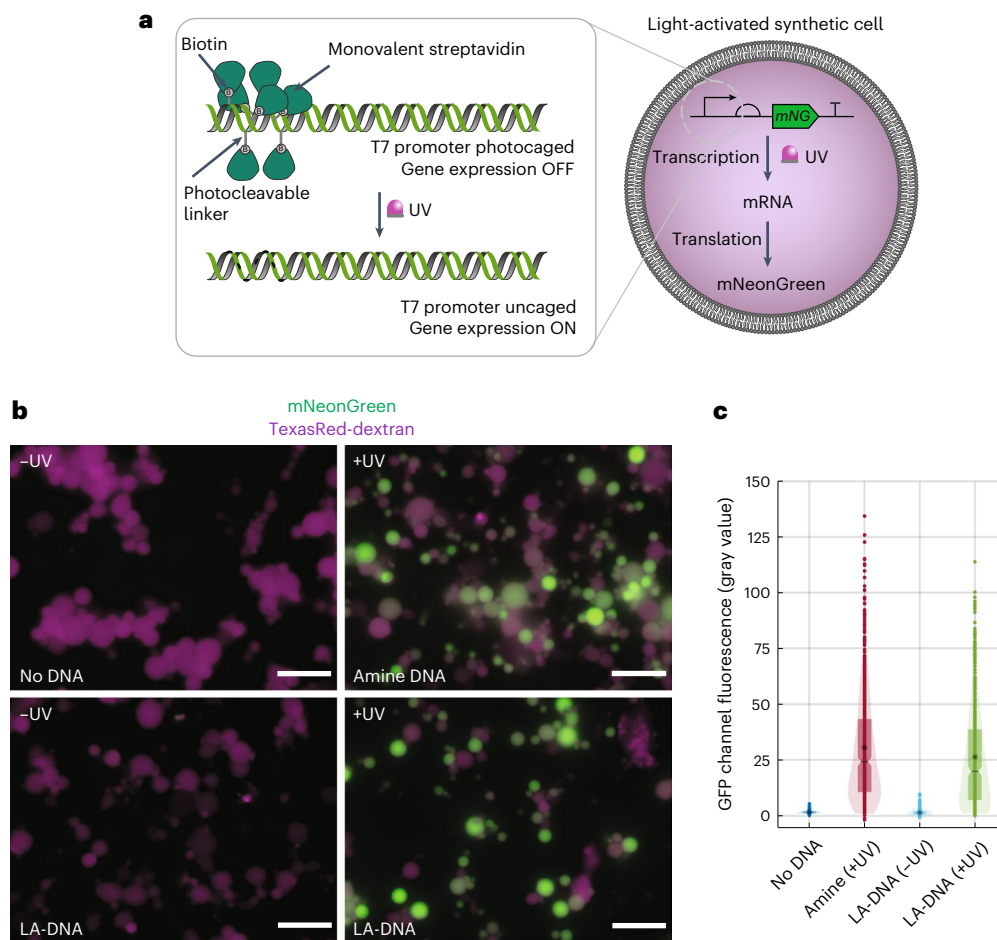 a
Light-activated synthetic cell
Biotin
Monovalent streptavidin
B
B
B
B
B
T7 promoter photocaged
Gene expression OFF
Photocleavable
linker
UV
T7 promoter uncaged
Gene expression ON
mNG
Transcription
UV
mRNA
Translation
mNeonGreen
b
mNeonGreen
TexasRed-dextran
–UV
No DNA
+UV
Amine DNA
–UV
LA-DNA
+UV
LA-DNA
c
GFP channel fluorescence (gray value)
150
125
100
75
50
25
0
No DNA
Amine (+UV)
LA-DNA (–UV)
LA-DNA (+UV)